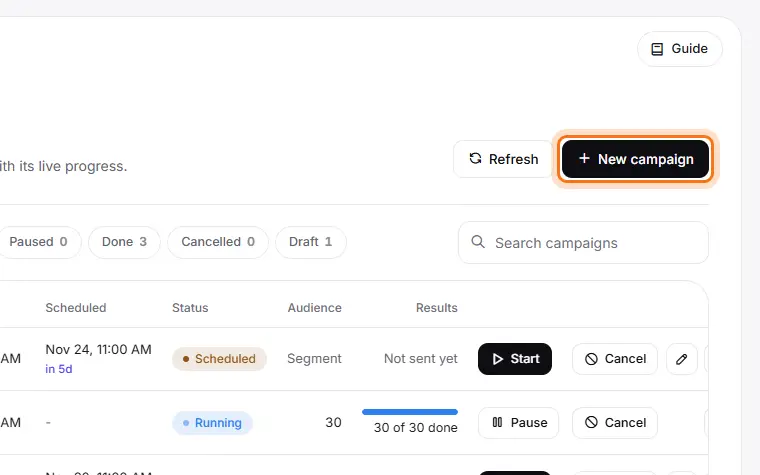 Guide
ith its live progress.
Refresh
+ New campaign
Paused 0
Done 3
Cancelled 0
Draft 1
Search campaigns
Scheduled Status Audience Results
AM Nov 24, 11:00 AM Scheduled Segment Not sent yet Start Cancel
in 5d
AM - Running 30 30 of 30 done Pause Cancel